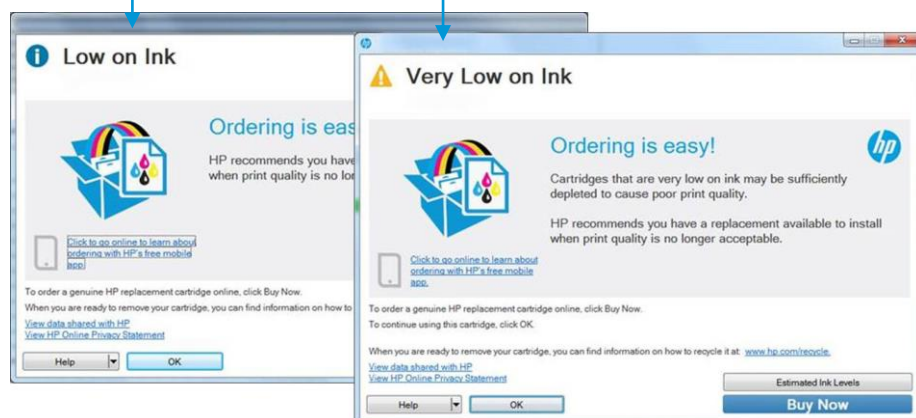 Low on Ink
Ordering is eas
HP recommends you have
when print quality is no lo
Click to go online to learn about
ordering with HP's free mobile
app.
To order a genuine HP replacement cartridge online, click Buy Now.
When you are ready to remove your cartridge, you can find information on how to
View data shared with HP
View HP Online Privacy Statement
Help
OK
hp
Very Low on Ink
Ordering is easy!
hp
Cartridges that are very low on ink may be sufficiently
depleted to cause poor print quality.
HP recommends you have a replacement available to install
when print quality is no longer acceptable.
Click to go online to learn about
ordering with HP's free mobile
app.
To order a genuine HP replacement cartridge online, click Buy Now.
To continue using this cartridge, click OK.
When you are ready to remove your cartridge, you can find information on how to recycle it at: www.hp.com/recycle.
View data shared with HP
View HP Online Privacy Statement
Estimated Ink Levels
Help
OK
Buy Now